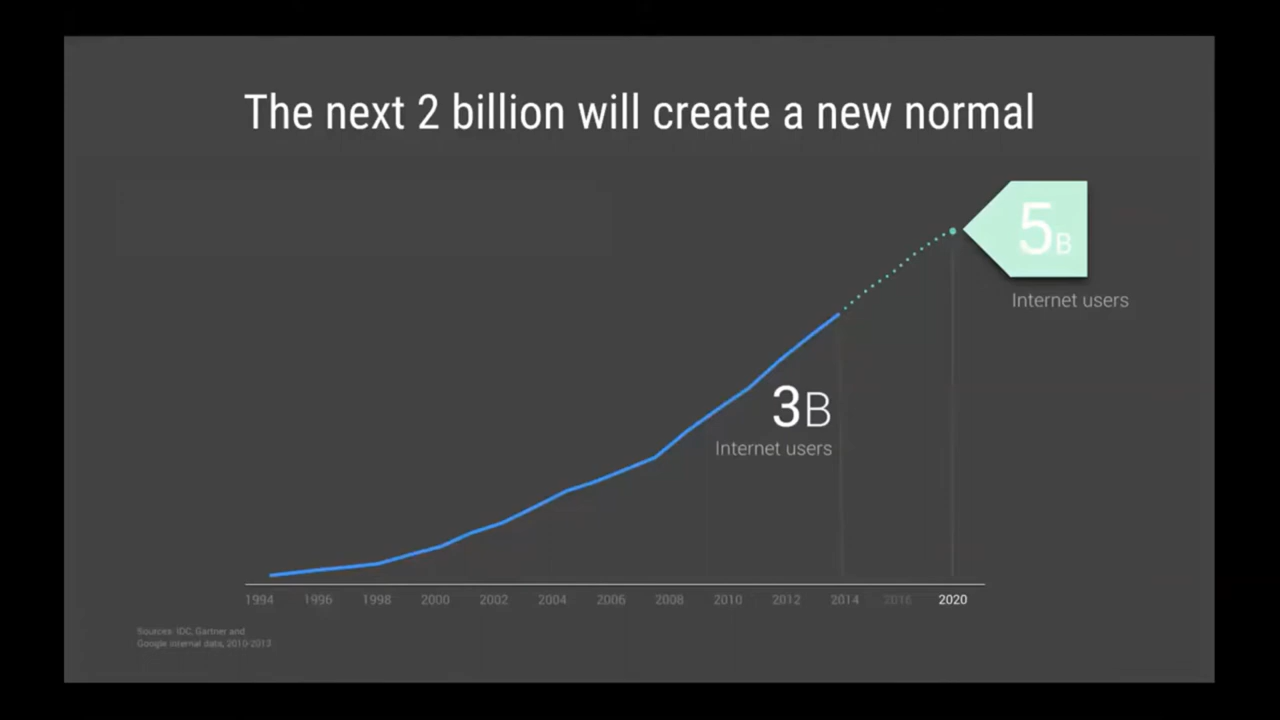 The next 2 billion will create a new normal
5B
Internet users
3B
Internet users
1994 1996 1998 2000 2002 2004 2006 2008 2010 2012 2014 2016 2020
Sources: IDC, Gartner and
Google internal data, 2010-2013